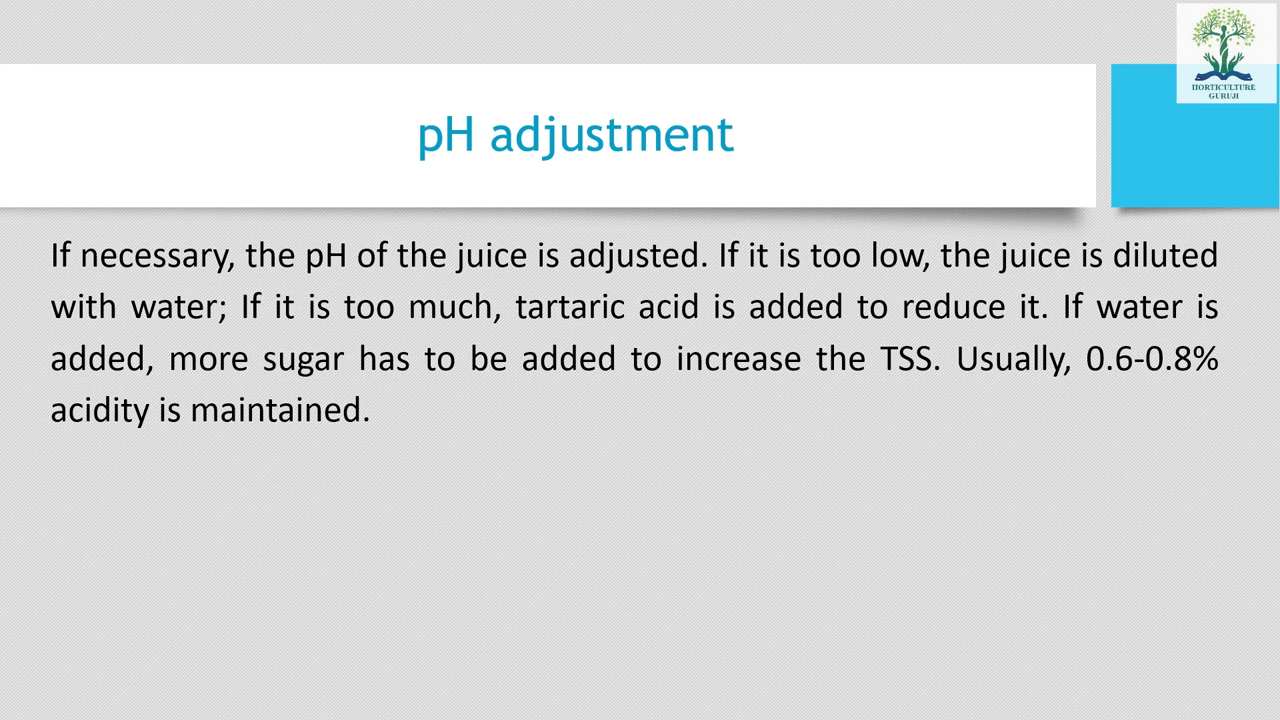 HORTICULTURE
GURUJI
pH adjustment
If necessary, the pH of the juice is adjusted. If it is too low, the juice is diluted
with water; If it is too much, tartaric acid is added to reduce it. If water is
added, more sugar has to be added to increase the TSS. Usually, 0.6-0.8%
acidity is maintained.